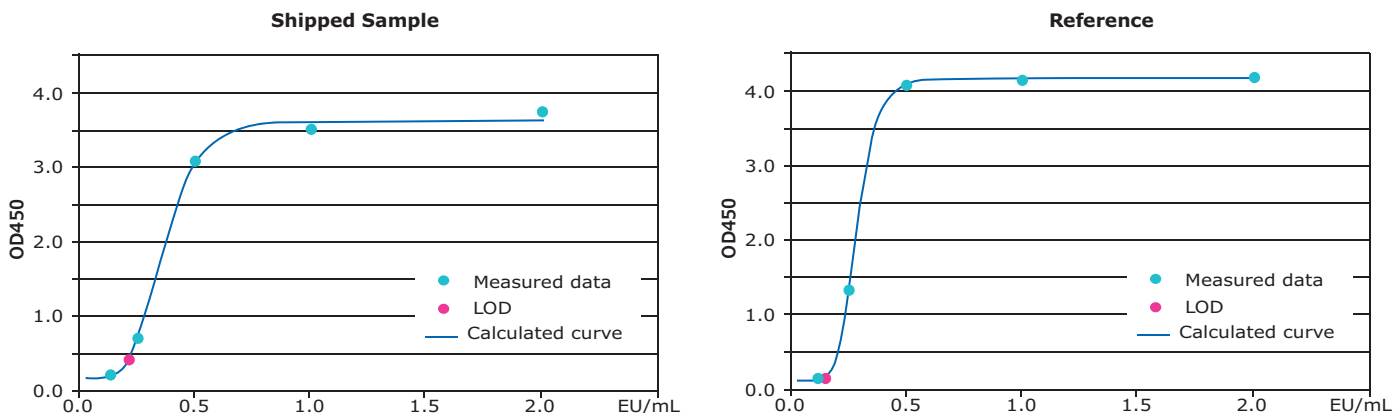 Shipped Sample
OD450
4.0
3.0
2.0
1.0
0.0
0.0 0.5 1.0 1.5 2.0 EU/mL
Measured data
LOD
Calculated curve
Reference
OD450
4.0
3.0
2.0
1.0
0.0
0.0 0.5 1.0 1.5 2.0 EU/mL
Measured data
LOD
Calculated curve